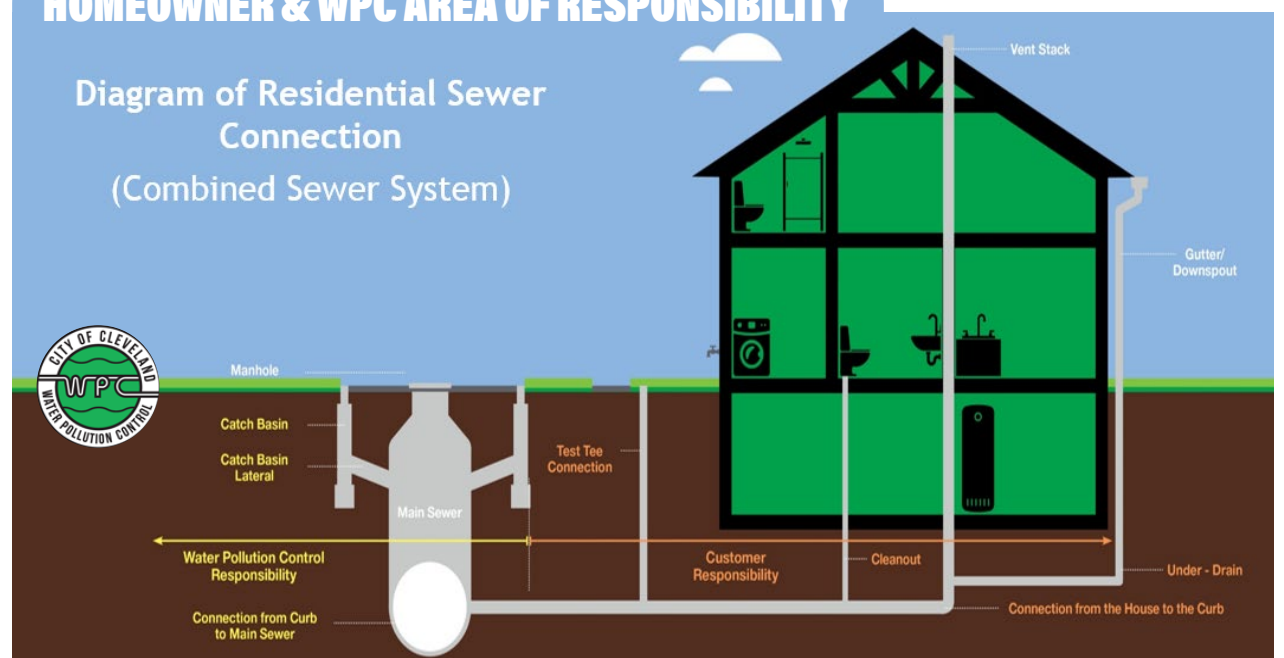 HOMEOWNER & WPC AREA OF RESPONSIBILITY
Diagram of Residential Sewer
Connection
(Combined Sewer System)
Vent Stack
Gutter/
Downspout
CITY OF CLEVELAND
WPC
WATER POLLUTION CONTROL
Manhole
Catch Basin
Catch Basin
Lateral
Test Tee
Connection
Main Sewer
Water Pollution Control
Responsibility
Customer
Responsibility
Cleanout
Under - Drain
Connection from Curb
to Main Sewer
Connection from the House to the Curb